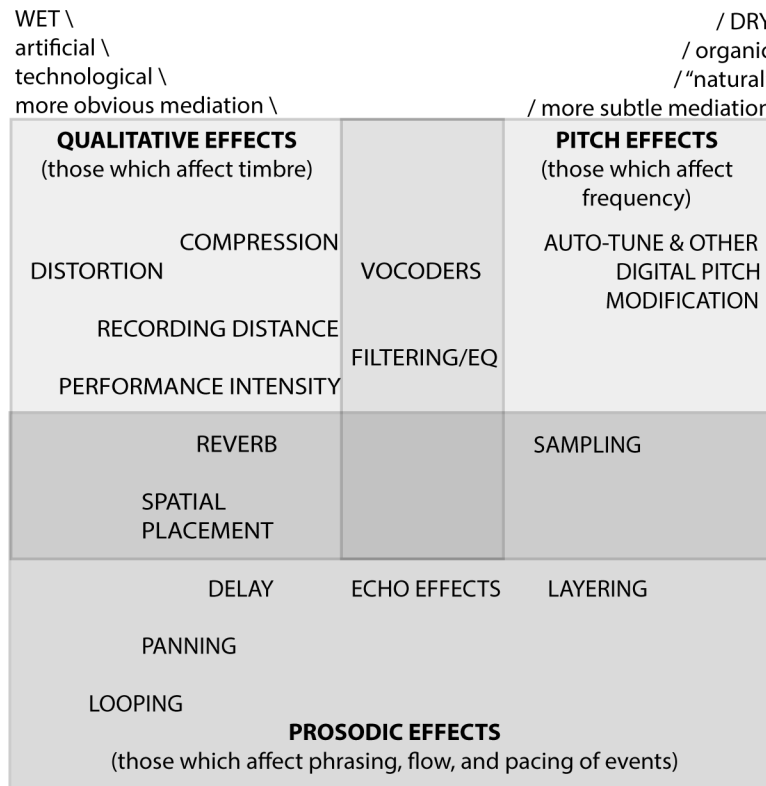 WET \
artificial \
technological \
more obvious mediation \
/ DRY
/ organic
/ "natural
/ more subtle mediation
QUALITATIVE EFFECTS
(those which affect timbre)
PITCH EFFECTS
(those which affect
frequency)
COMPRESSION
DISTORTION
RECORDING DISTANCE
PERFORMANCE INTENSITY
VOCODERS
FILTERING/EQ
AUTO-TUNE & OTHER
DIGITAL PITCH
MODIFICATION
REVERB
SPATIAL
PLACEMENT
SAMPLING
DELAY
ECHO EFFECTS
LAYERING
PANNING
LOOPING
PROSODIC EFFECTS
(those which affect phrasing, flow, and pacing of events)